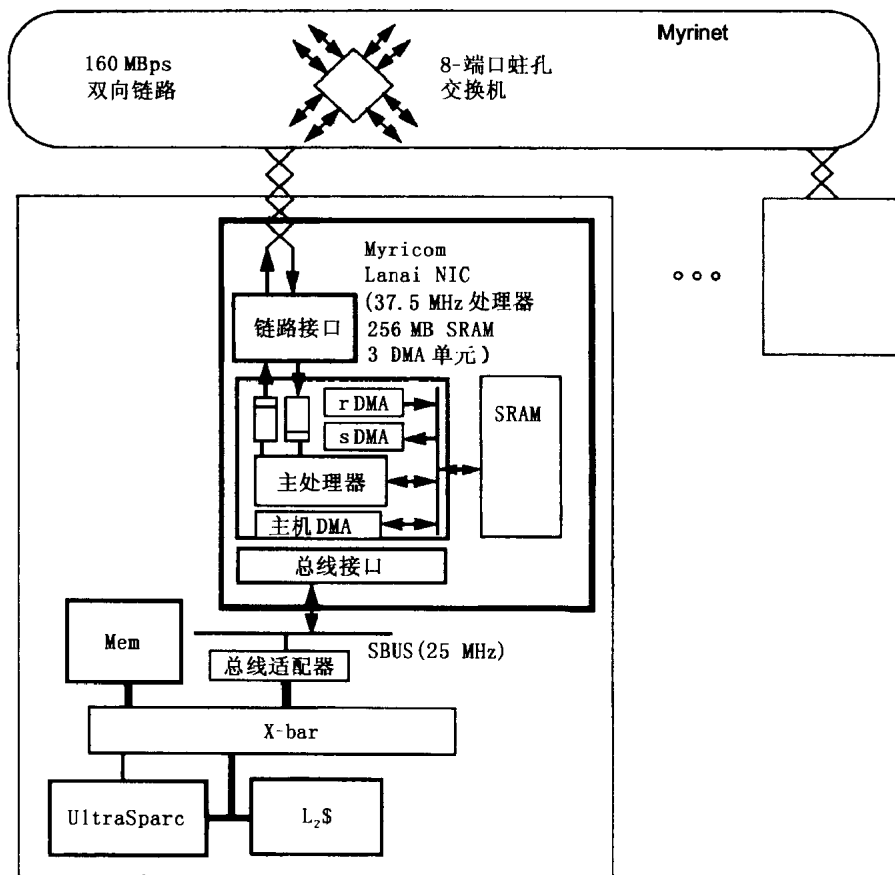 Myrinet
160 MBps
双向链路
8-端口蛀孔
交换机
Myricom
Lanai NIC
(37.5 MHz 处理器
256 MB SRAM
3 DMA 单元)
链路接口
r DMA
s DMA
主处理器
主机 DMA
SRAM
总线接口
SBUS(25 MHz)
Mem
总线适配器
X-bar
UltraSparc
L₂$